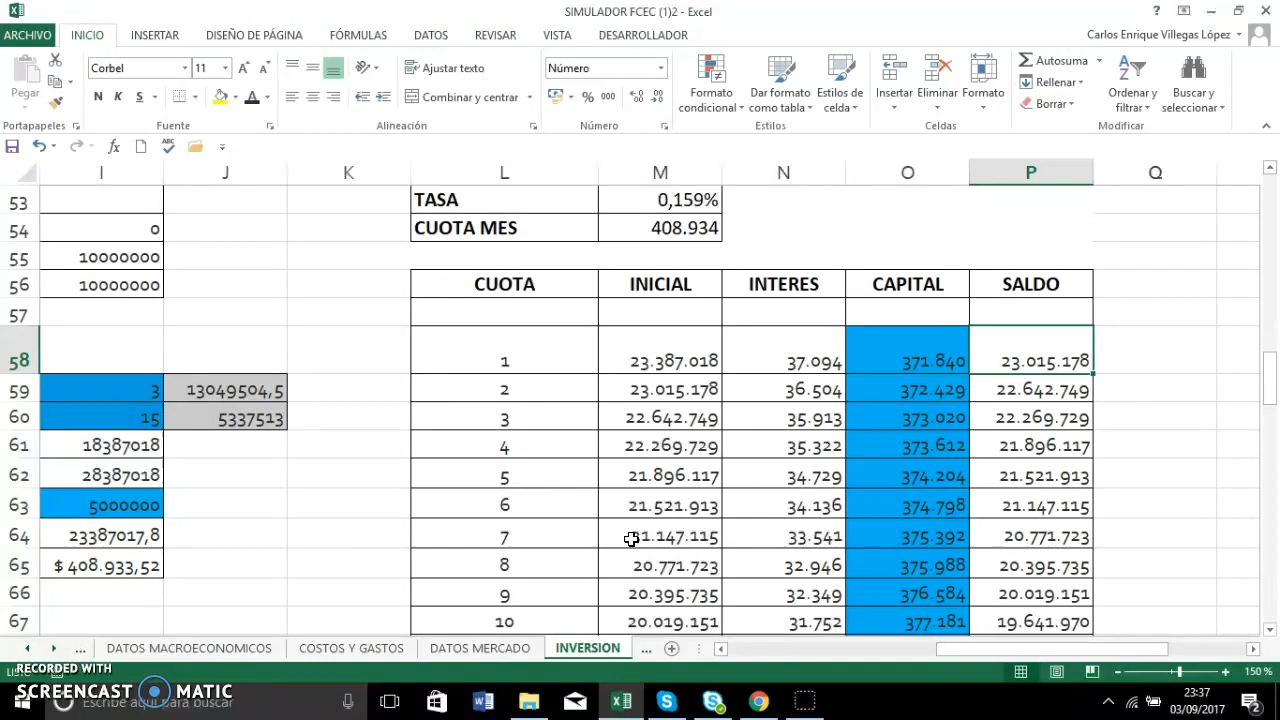 SIMULADOR FCEC (1)2 - Excel
ARCHIVO INICIO INSERTAR DISEÑO DE PÁGINA FÓRMULAS DATOS REVISAR VISTA DESARROLLADOR Carlos Enrique Villegas López
Pegar Corbel 11 Ajustar texto Número Autosuma
N K S Combinar y centrar $ % 000 Formato condicional Dar formato como tabla Estilos de celda Insertar Eliminar Formato Rellenar Borrar Ordenar y filtrar Buscar y seleccionar
Portapapeles Fuente Alineación Número Estilos Celdas Modificar
I J K L M N O P Q
53 TASA 0,159%
54 0 CUOTA MES 408.934
55 10000000
56 10000000 CUOTA INICIAL INTERES CAPITAL SALDO
57
58 1 23.387.018 37.094 371.840 23.015.178
59 3 13049504,5 2 23.015.178 36.504 372.429 22.642.749
60 15 5337513 3 22.642.749 35.913 373.020 22.269.729
61 18387018 4 22.269.729 35.322 373.612 21.896.117
62 28387018 5 21.896.117 34.729 374.204 21.521.913
63 5000000 6 21.521.913 34.136 374.798 21.147.115
64 23387017,8 7 21.147.115 33.541 375.392 20.771.723
65 $ 408.933,52 8 20.771.723 32.946 375.988 20.395.735
66 9 20.395.735 32.349 376.584 20.019.151
67 10 20.019.151 31.752 377.181 19.641.970
... DATOS MACROECONOMICOS COSTOS Y GASTOS DATOS MERCADO INVERSION ...
RECORDED WITH
SCREENCAST MATIC
150 %
Escribe aquí para buscar
23:37
03/09/2017
2